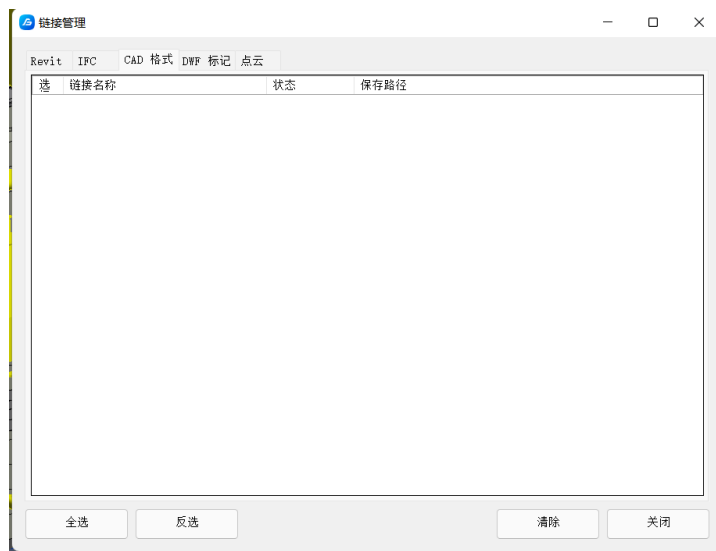 链接管理
Revit IFC CAD 格式 DWF 标记 点云
选 链接名称 状态 保存路径
全选 反选 清除 关闭